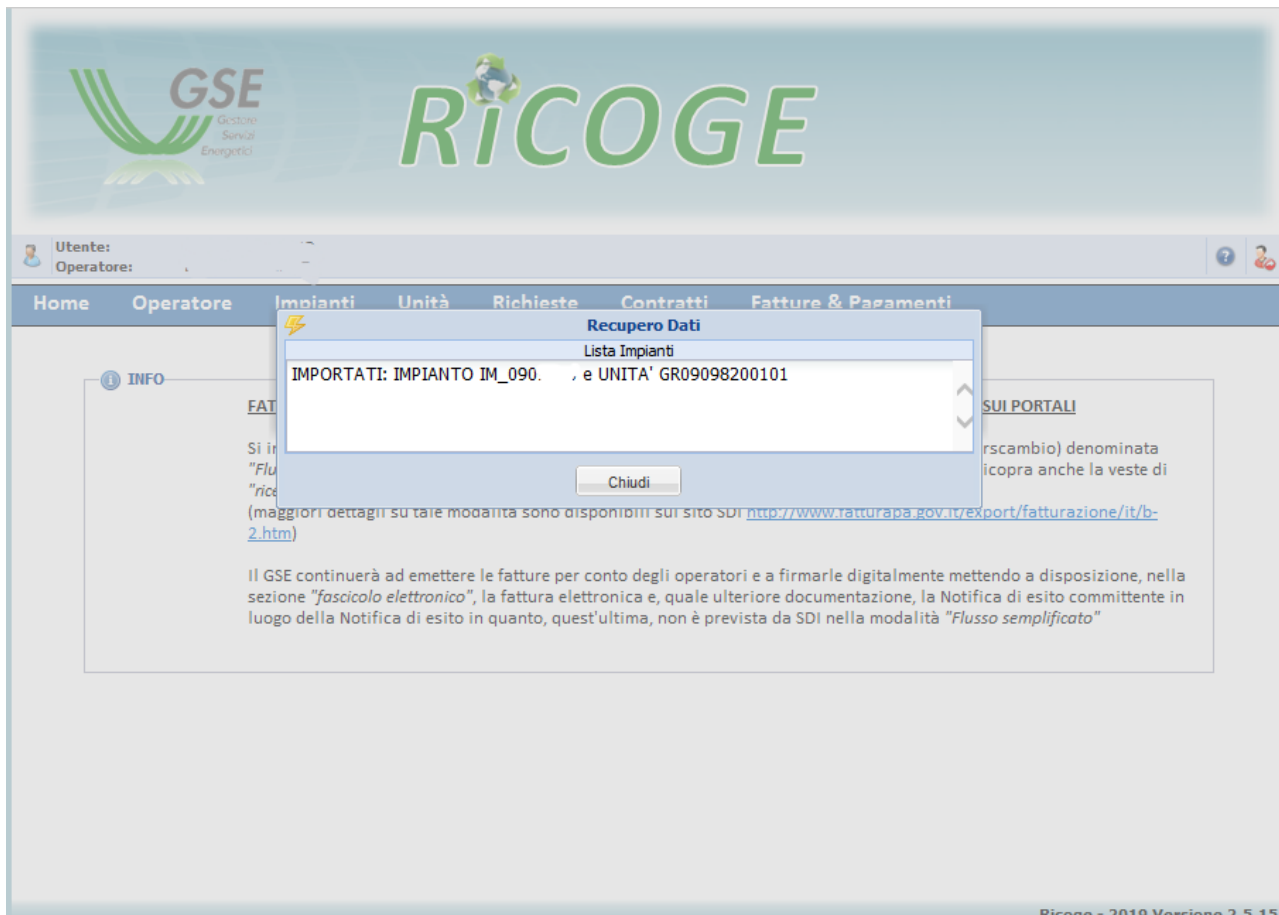 GSE
Gestore
Servizi
Energetici
RiCOGE
Utente:
Operatore:
Home Operatore Impianti Unità Richieste Contratti Fatture & Pagamenti
Recupero Dati
Lista Impianti
IMPORTATI: IMPIANTO IM_090. , e UNITA' GR09098200101
Chiudi
INFO
FAT SUI PORTALI
Si in rscambio) denominata
"Flu icopra anche la veste di
"rice
(maggiori dettagli su tale modalità sono disponibili sul sito SDI http://www.fatturapa.gov.it/export/fatturazione/it/b-
2.htm)
Il GSE continuerà ad emettere le fatture per conto degli operatori e a firmarle digitalmente mettendo a disposizione, nella
sezione "fascicolo elettronico", la fattura elettronica e, quale ulteriore documentazione, la Notifica di esito committente in
luogo della Notifica di esito in quanto, quest'ultima, non è prevista da SDI nella modalità "Flusso semplificato"
Ricoge - 2019 Versione 2.5.15